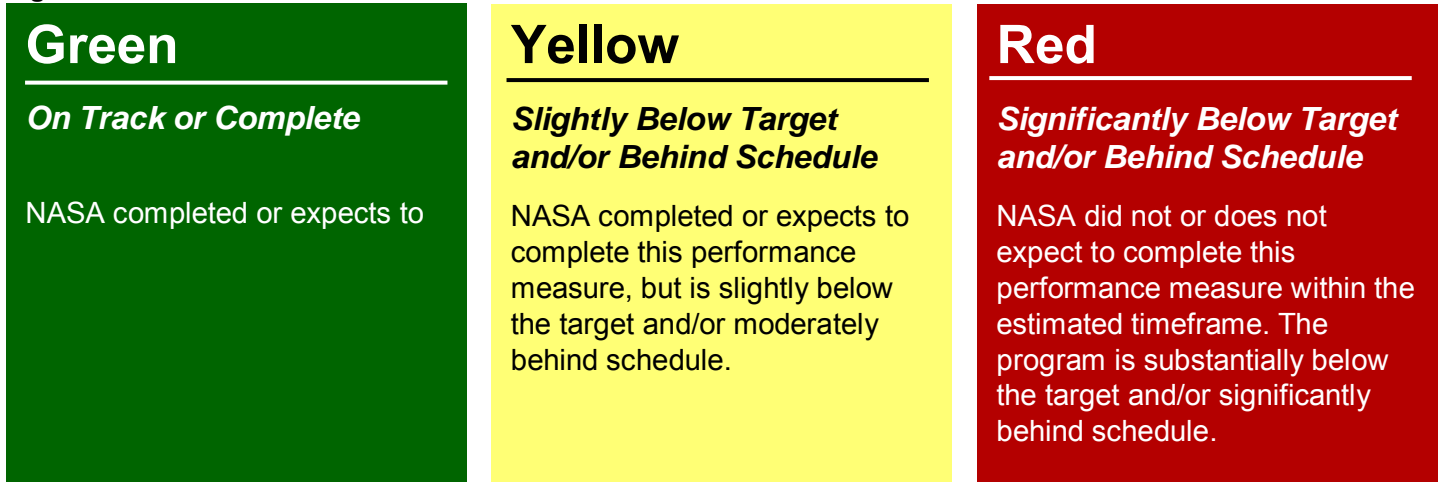 Green
On Track or Complete
NASA completed or expects to
Yellow
Slightly Below Target
and/or Behind Schedule
NASA completed or expects to
complete this performance
measure, but is slightly below
the target and/or moderately
behind schedule.
Red
Significantly Below Target
and/or Behind Schedule
NASA did not or does not
expect to complete this
performance measure within the
estimated timeframe. The
program is substantially below
the target and/or significantly
behind schedule.